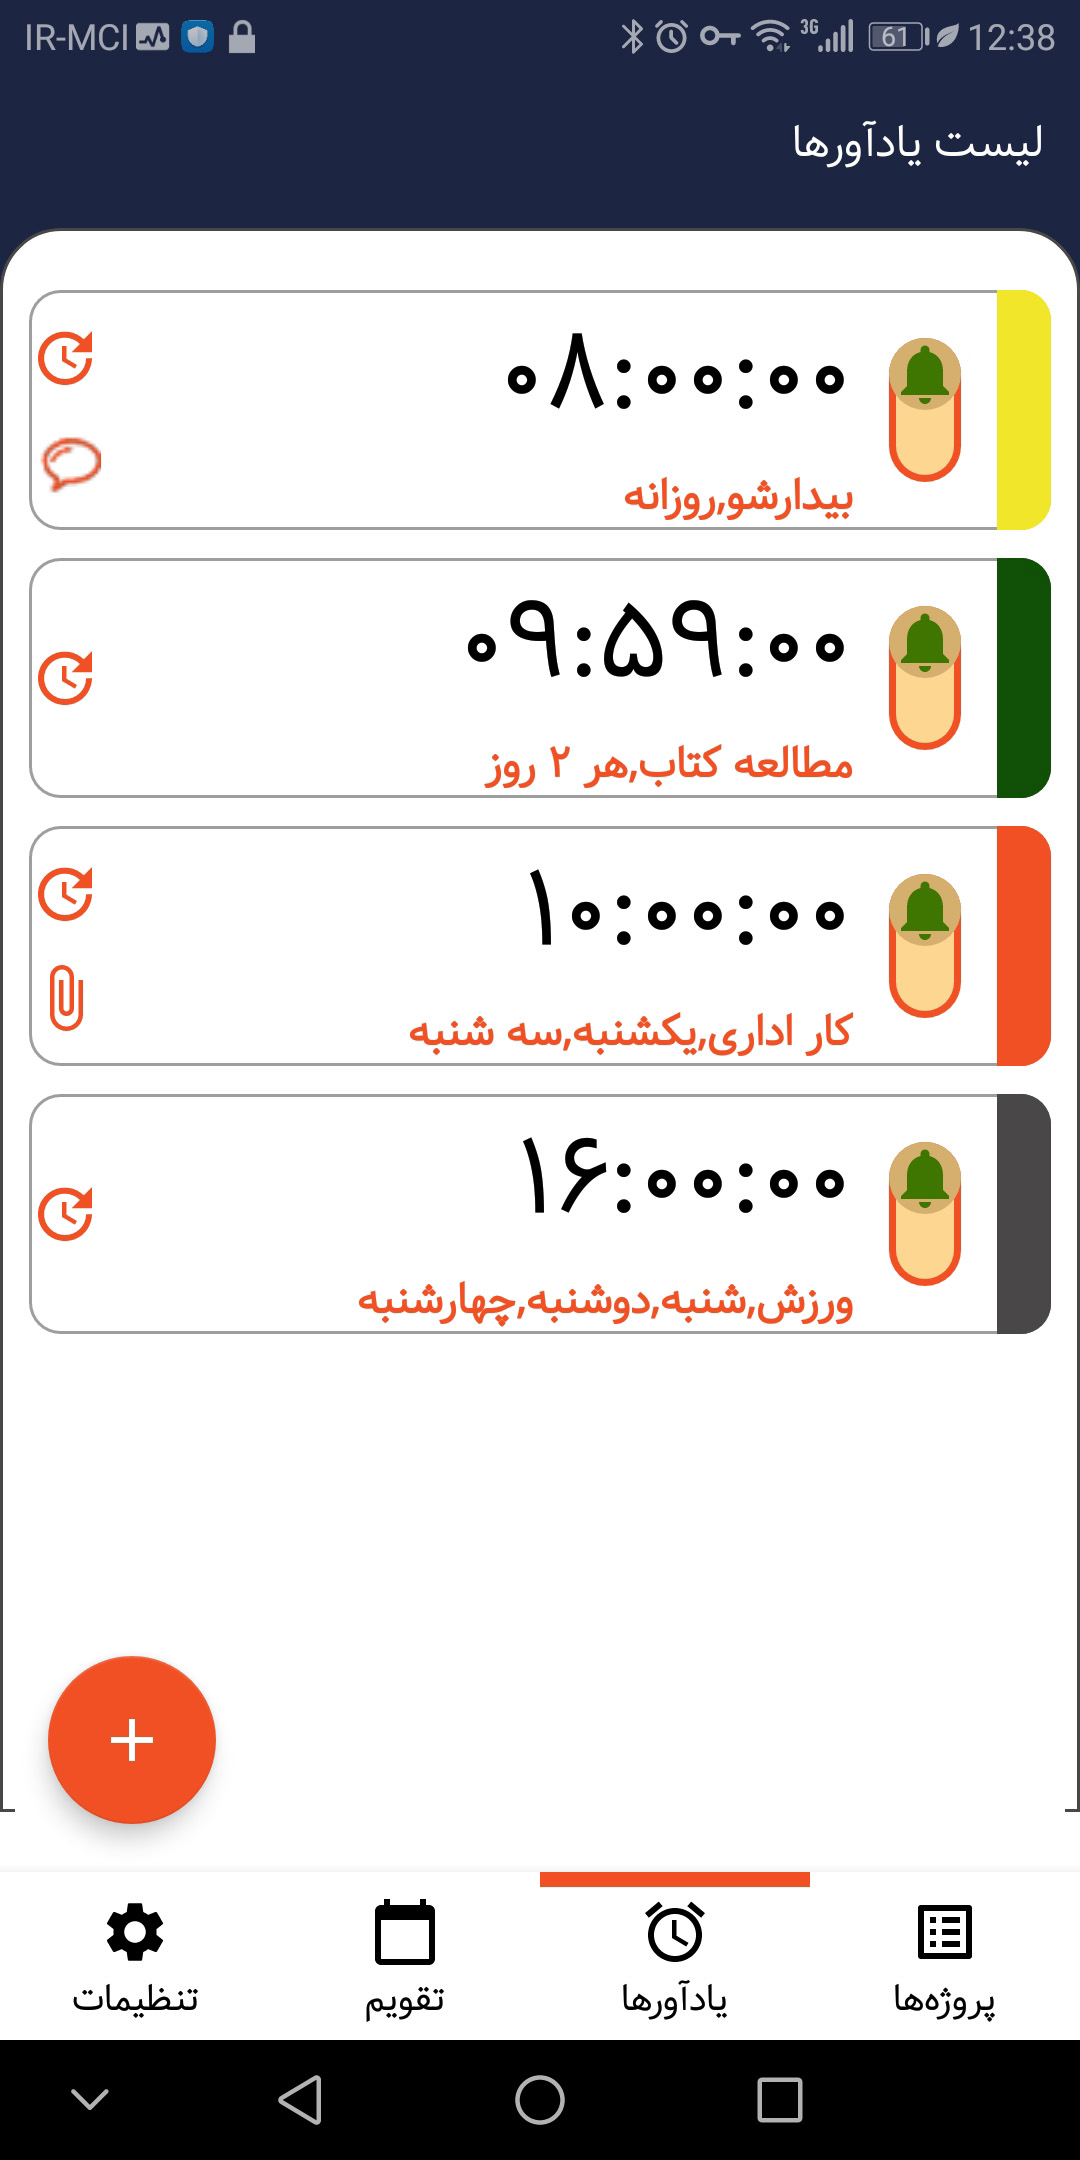 IR-MCI 3G 61 12:38
لیست یادآورها
۰۸:۰۰:۰۰
بیدارشو,روزانه
۰۹:۵۹:۰۰
مطالعه کتاب,هر ۲ روز
۱۰:۰۰:۰۰
کار اداری,یکشنبه,سه شنبه
۱۶:۰۰:۰۰
ورزش,شنبه,دوشنبه,چهارشنبه
پروژه‌ها
یادآورها
تقویم
تنظیمات